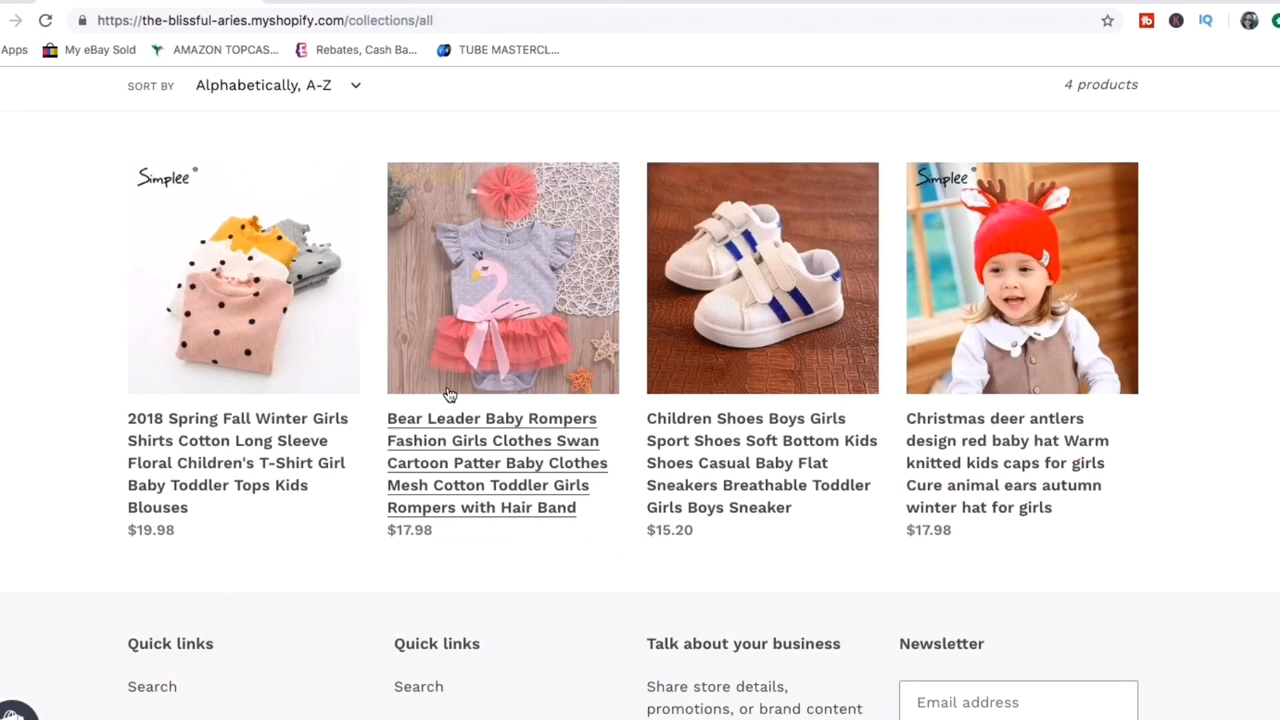 https://the-blissful-aries.myshopify.com/collections/all
Apps
My eBay Sold
AMAZON TOPCAS...
Rebates, Cash Ba...
TUBE MASTERCL...
SORT BY Alphabetically, A-Z
4 products
Simplee
2018 Spring Fall Winter Girls
Shirts Cotton Long Sleeve
Floral Children's T-Shirt Girl
Baby Toddler Tops Kids
Blouses
$19.98
Bear Leader Baby Rompers
Fashion Girls Clothes Swan
Cartoon Patter Baby Clothes
Mesh Cotton Toddler Girls
Rompers with Hair Band
$17.98
Children Shoes Boys Girls
Sport Shoes Soft Bottom Kids
Shoes Casual Baby Flat
Sneakers Breathable Toddler
Girls Boys Sneaker
$15.20
Simplee
Christmas deer antlers
design red baby hat Warm
knitted kids caps for girls
Cure animal ears autumn
winter hat for girls
$17.98
Quick links
Search
Quick links
Search
Talk about your business
Share store details,
promotions, or brand content
Newsletter
Email address